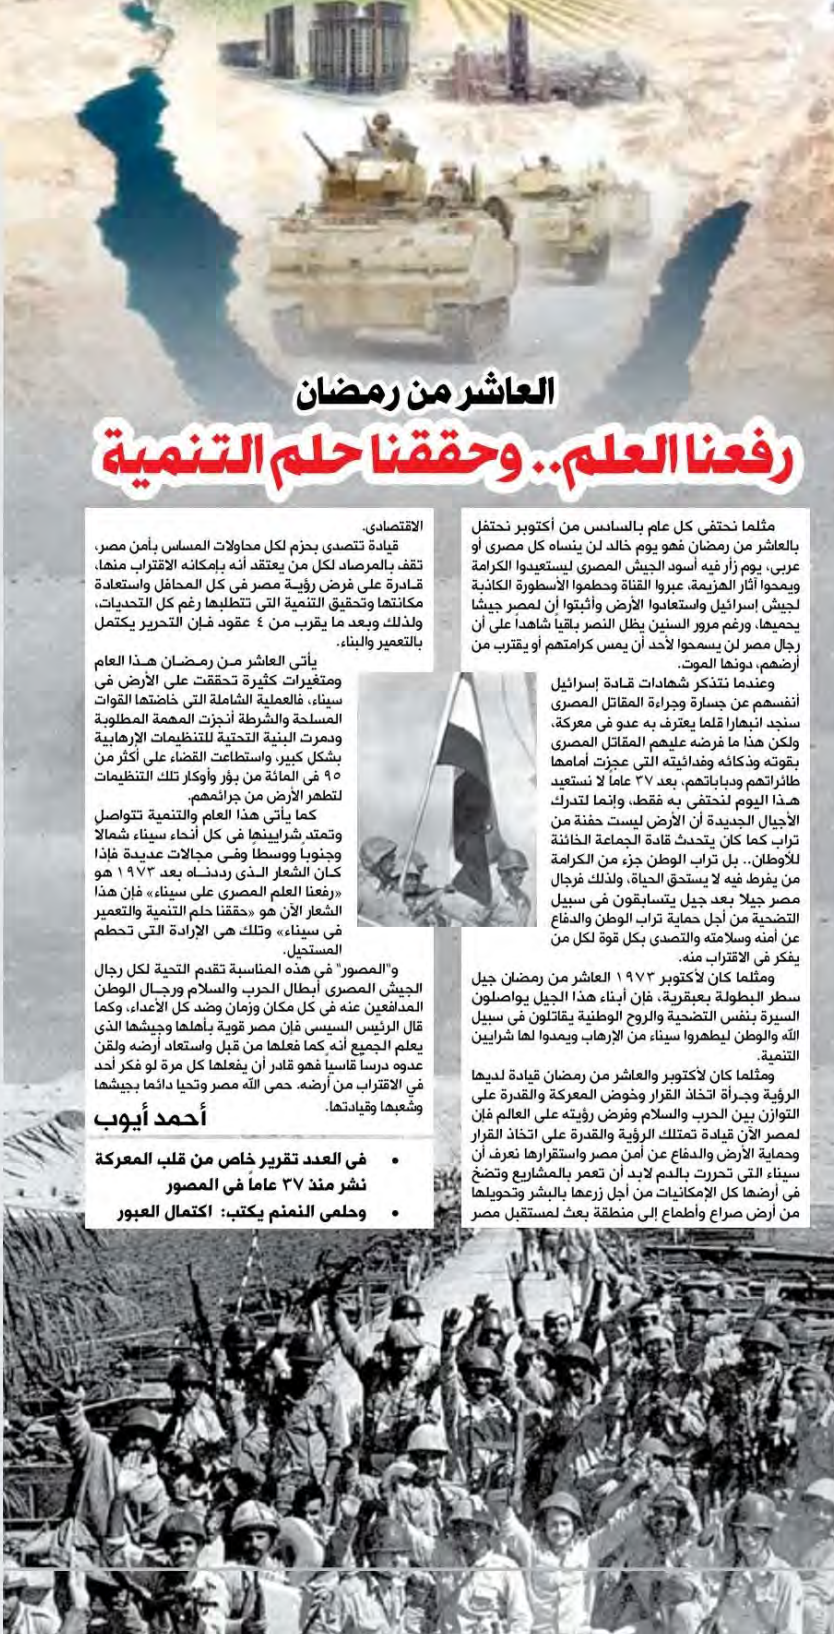 العاشر من رمضان
رفعنا العلم.. وحققنا حلم التنمية
مثلما نحتفى كل عام بالسادس من أكتوبر نحتفل
بالعاشر من رمضان فهو يوم خالد لن ينساه كل مصرى أو
عربى، يوم زأر فيه أسود الجيش المصرى ليستعيدوا الكرامة
ويمحوا آثار الهزيمة، عبروا القناة وحطموا الأسطورة الكاذبة
لجيش إسرائيل واستعادوا الأرض وأثبتوا أن لمصر جيشا
يحميها، ورغم مرور السنين يظل النصر باقياً شاهداً على أن
رجال مصر لن يسمحوا لأحد أن يمس كرامتهم أو يقترب من
أرضهم، دونها الموت.
وعندما نتذكر شهادات قادة إسرائيل
أنفسهم عن جسارة وجراءة المقاتل المصرى
سنجد انبهارا قلما يعترف به عدو فى معركة،
ولكن هذا ما فرضه عليهم المقاتل المصرى
بقوته وذكائه وفدائيته التى عجزت أمامها
طائراتهم ودباباتهم، بعد ٣٧ عاما لا نستعيد
هذا اليوم لنحتفى به فقط، وإنما لتدرك
الأجيال الجديدة أن الأرض ليست حفنة من
تراب كما كان يتحدث قادة الجماعة الخائنة
للأوطان.. بل تراب الوطن جزء من الكرامة
من يفرط فيه لا يستحق الحياة، ولذلك فرجال
مصر جيلا بعد جيل يتسابقون فى سبيل
التضحية من أجل حماية تراب الوطن والدفاع
عن أمنه وسلامته والتصدى بكل قوة لكل من
يفكر فى الاقتراب منه.
ومثلما كان لأكتوبر ١٩٧٣ العاشر من رمضان جيل
سطر البطولة بعبقرية، فإن أبناء هذا الجيل يواصلون
السيرة بنفس التضحية والروح الوطنية يقاتلون فى سبيل
الله والوطن ليطهروا سيناء من الإرهاب ويمدوا لها شرايين
التنمية.
ومثلما كان لأكتوبر والعاشر من رمضان قيادة لديها
الرؤية وجرأة اتخاذ القرار وخوض المعركة والقدرة على
التوازن بين الحرب والسلام وفرض رؤيته على العالم فإن
لمصر الآن قيادة تمتلك الرؤية والقدرة على اتخاذ القرار
وحماية الأرض والدفاع عن أمن مصر واستقرارها نعرف أن
سيناء التى تحررت بالدم لابد أن تعمر بالمشاريع وتضخ
فى أرضها كل الإمكانيات من أجل زرعها بالبشر وتحويلها
من أرض صراع وأطماع إلى منطقة بعث لمستقبل مصر
الاقتصادى.
قيادة تتصدى بحزم لكل محاولات المساس بأمن مصر،
تقف بالمرصاد لكل من يعتقد أنه بإمكانه الاقتراب منها،
قادرة على فرض رؤية مصر فى كل المحافل واستعادة
مكانتها وتحقيق التنمية التى تتطلبها رغم كل التحديات،
ولذلك وبعد ما يقرب من ٤ عقود فإن التحرير يكتمل
بالتعمير والبناء.
يأتى العاشر من رمضان هذا العام
ومتغيرات كثيرة تحققت على الأرض فى
سيناء، فالعملية الشاملة التى خاضتها القوات
المسلحة والشرطة أنجزت المهمة المطلوبة
ودمرت البنية التحتية للتنظيمات الإرهابية
بشكل كبير، واستطاعت القضاء على أكثر من
٩٥ فى المائة من بؤر وأوكار تلك التنظيمات
لتطهر الأرض من جرائمهم.
كما يأتى هذا العام والتنمية تتواصل
وتمتد شرايينها فى كل أنحاء سيناء شمالا
وجنوباً ووسطاً وفى مجالات عديدة فإذا
كان الشعار الذى رددناه بعد ١٩٧٣ هو
«رفعنا العلم المصرى على سيناء» فإن هذا
الشعار الآن هو «حققنا حلم التنمية والتعمير
فى سيناء» وتلك هى الإرادة التى تحطم
المستحيل.
و"المصور" فى هذه المناسبة تقدم التحية لكل رجال
الجيش المصرى أبطال الحرب والسلام ورجال الوطن
المدافعين عنه فى كل مكان وزمان وضد كل الأعداء، وكما
قال الرئيس السيسى فإن مصر قوية بأهلها وجيشها الذى
يعلم الجميع أنه كما فعلها من قبل واستعاد أرضه ولقن
عدوه درسا قاسياً فهو قادر أن يفعلها كل مرة لو فكر أحد
في الاقتراب من أرضه. حمى الله مصر وتحيا دائما بجيشها
وشعبها وقيادتها.
أحمد أيوب
• فى العدد تقرير خاص من قلب المعركة
نشر منذ ٣٧ عاماً فى المصور
• وحلمى النمنم يكتب: اكتمال العبور